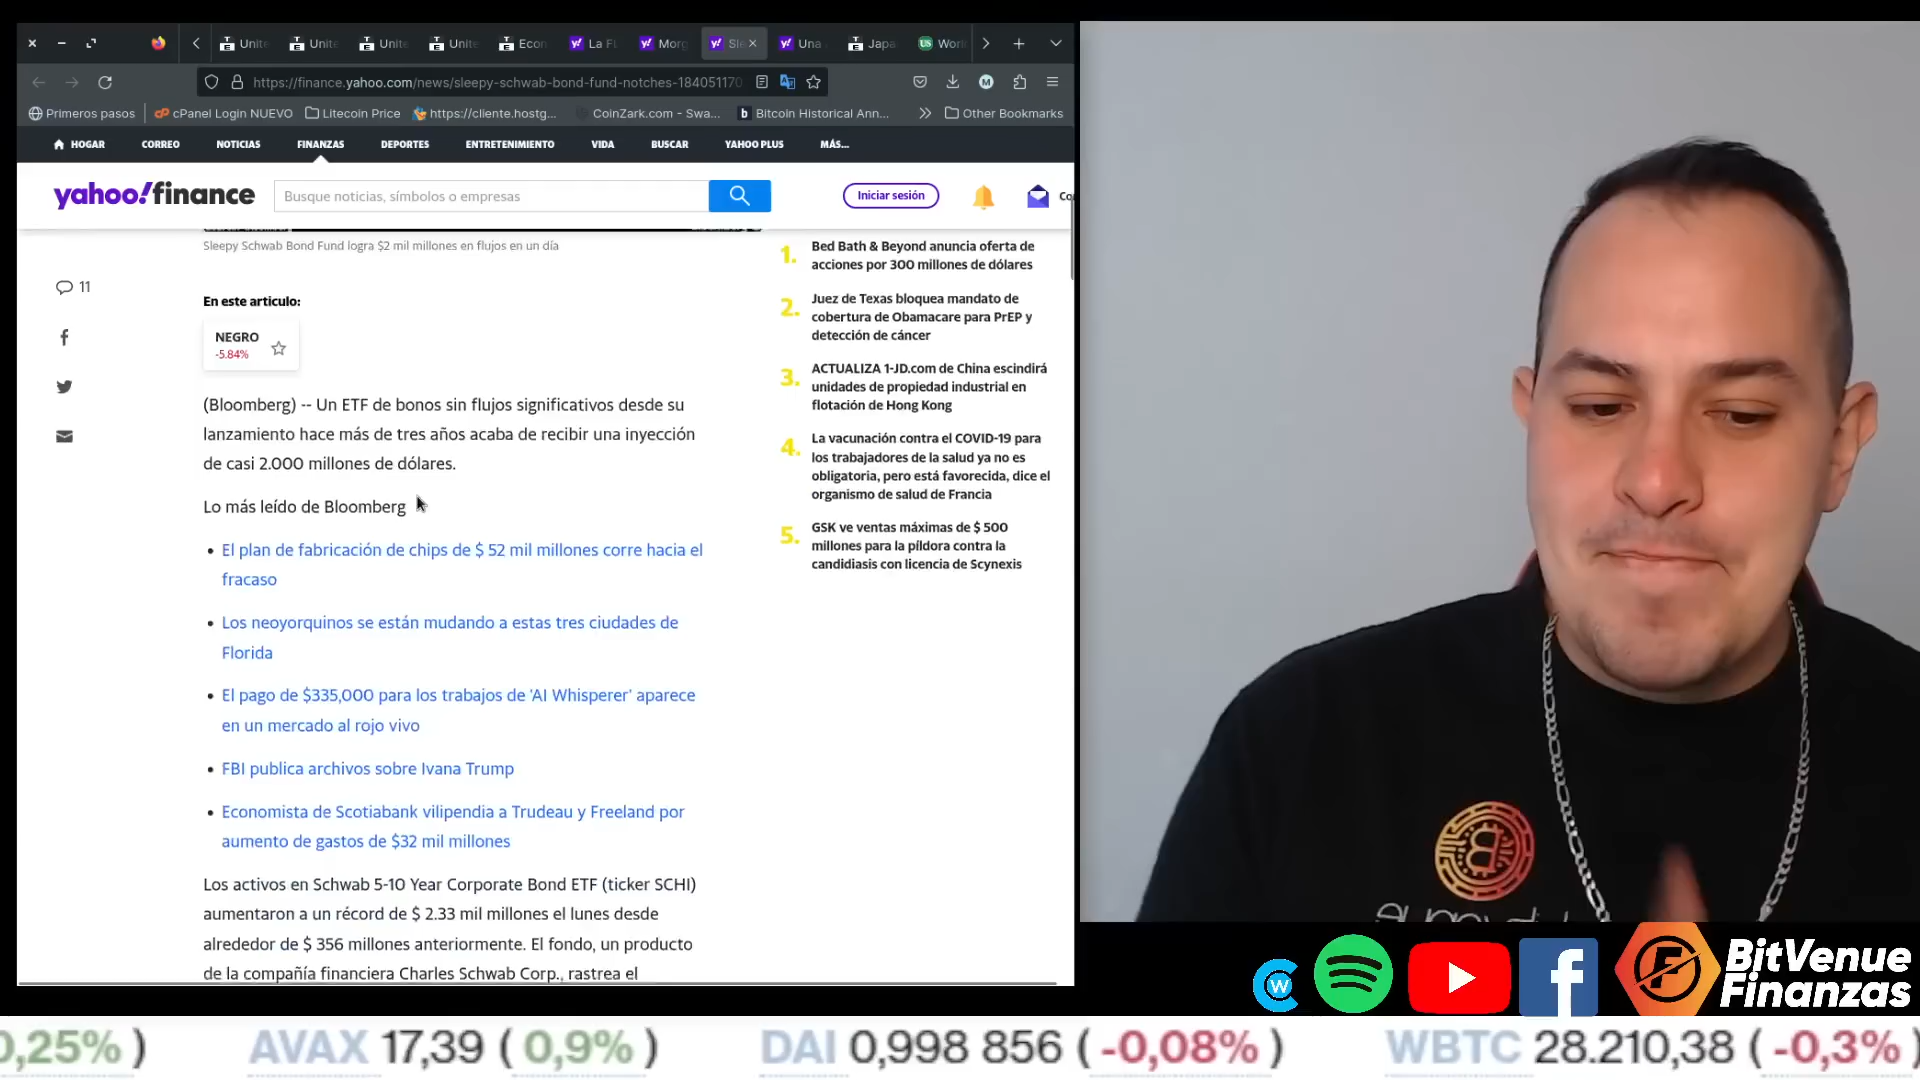 Unite
Unite
Unite
Unite
Econ
La F
Morg
Sle
Una
Japa
US
Worl
https://finance.yahoo.com/news/sleepy-schwab-bond-fund-notches-184051170
M
Primeros pasos
cPanel Login NUEVO
Litecoin Price
https://cliente.hostg...
CoinZark.com - Swa...
b Bitcoin Historical Ann...
Other Bookmarks
HOGAR
CORREO
NOTICIAS
FINANZAS
DEPORTES
ENTRETENIMIENTO
VIDA
BUSCAR
YAHOO PLUS
MÁS...
yahoo!finance
Busque noticias, símbolos o empresas
Iniciar sesión
Co
Sleepy Schwab Bond Fund logra $2 mil millones en flujos en un día
11
En este articulo:
NEGRO
-5.84%
(Bloomberg) -- Un ETF de bonos sin flujos significativos desde su
lanzamiento hace más de tres años acaba de recibir una inyección
de casi 2.000 millones de dólares.
Lo más leído de Bloomberg
• El plan de fabricación de chips de $ 52 mil millones corre hacia el
fracaso
• Los neoyorquinos se están mudando a estas tres ciudades de
Florida
• El pago de $335,000 para los trabajos de 'AI Whisperer' aparece
en un mercado al rojo vivo
• FBI publica archivos sobre Ivana Trump
• Economista de Scotiabank vilipendia a Trudeau y Freeland por
aumento de gastos de $32 mil millones
Los activos en Schwab 5-10 Year Corporate Bond ETF (ticker SCHI)
aumentaron a un récord de $ 2.33 mil millones el lunes desde
alrededor de $ 356 millones anteriormente. El fondo, un producto
de la compañía financiera Charles Schwab Corp., rastrea el
1. Bed Bath & Beyond anuncia oferta de
acciones por 300 millones de dólares
2. Juez de Texas bloquea mandato de
cobertura de Obamacare para PrEP y
detección de cáncer
3. ACTUALIZA 1-JD.com de China escindirá
unidades de propiedad industrial en
flotación de Hong Kong
4. La vacunación contra el COVID-19 para
los trabajadores de la salud ya no es
obligatoria, pero está favorecida, dice el
organismo de salud de Francia
5. GSK ve ventas máximas de $ 500
millones para la píldora contra la
candidiasis con licencia de Scynexis
BitVenue
Finanzas
0,25% )
AVAX 17,39 ( 0,9% )
DAI 0,998 856 ( -0,08% )
WBTC 28.210,38 ( -0,3% )